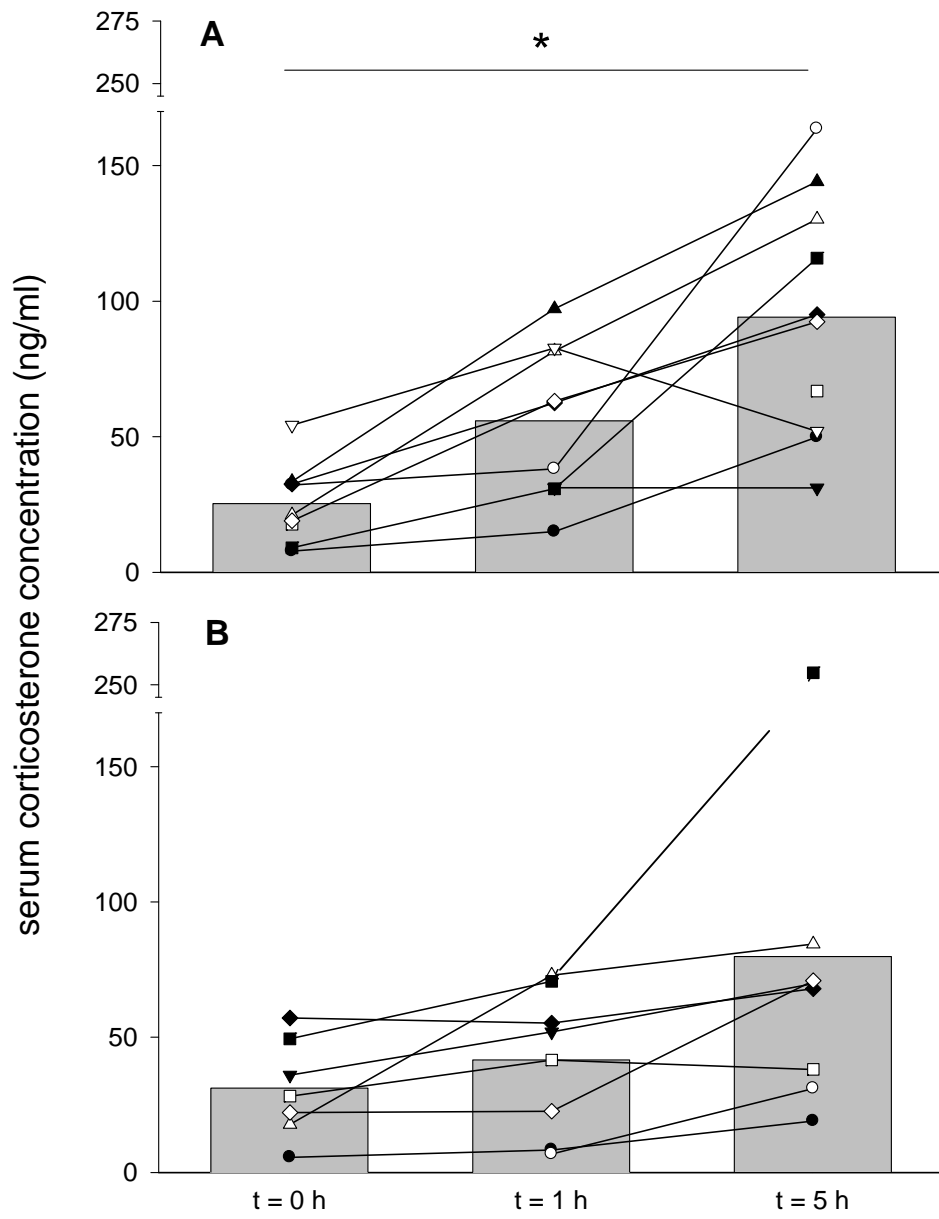 serum corticosterone concentration (ng/ml)
A
*
275
250
150
100
50
0
B
275
250
150
100
50
0
t = 0 h
t = 1 h
t = 5 h